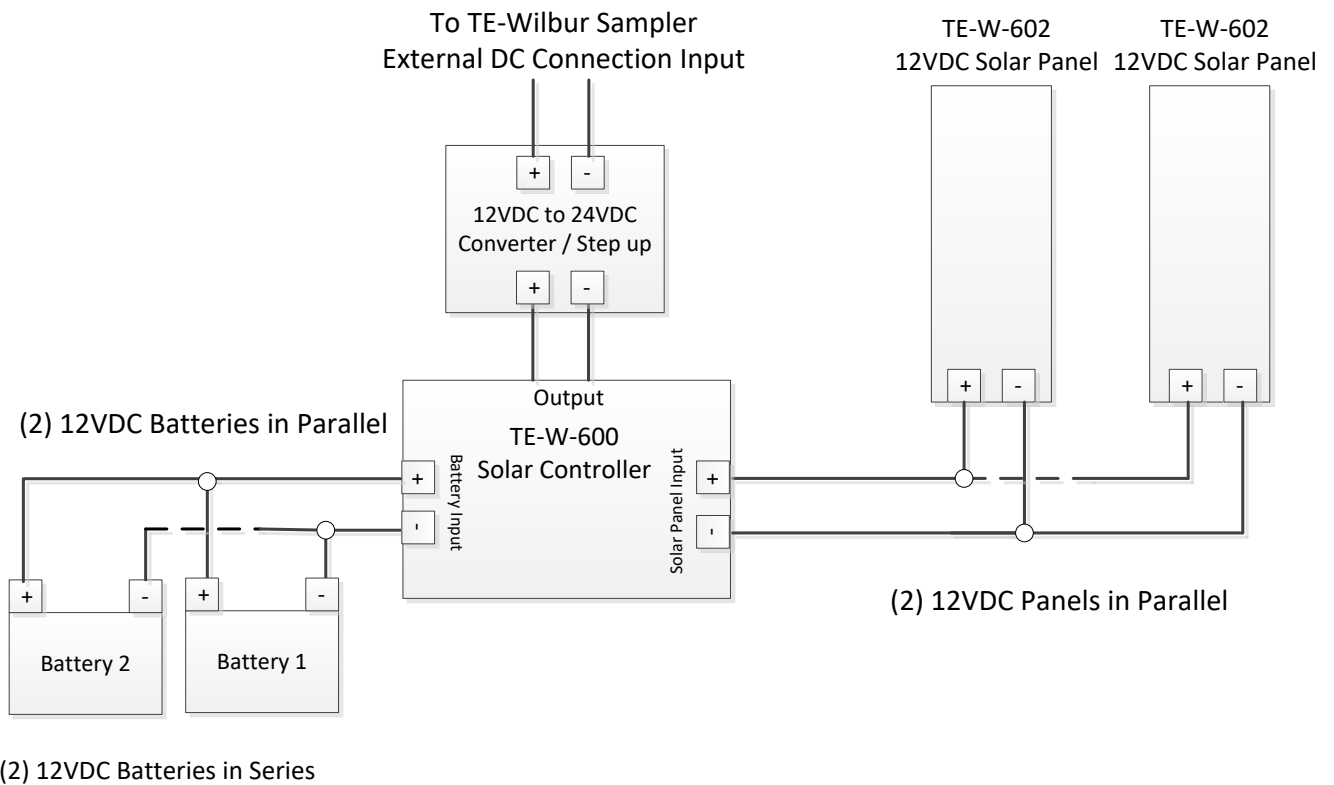 To TE-Wilbur Sampler
External DC Connection Input
TE-W-602
12VDC Solar Panel
TE-W-602
12VDC Solar Panel
+ -
12VDC to 24VDC
Converter / Step up
+ -
+ -
+ -
Output
(2) 12VDC Batteries in Parallel
TE-W-600
Solar Controller
+
-
Battery Input
Solar Panel Input
+
-
+ -
+ -
Battery 2
Battery 1
(2) 12VDC Panels in Parallel
(2) 12VDC Batteries in Series